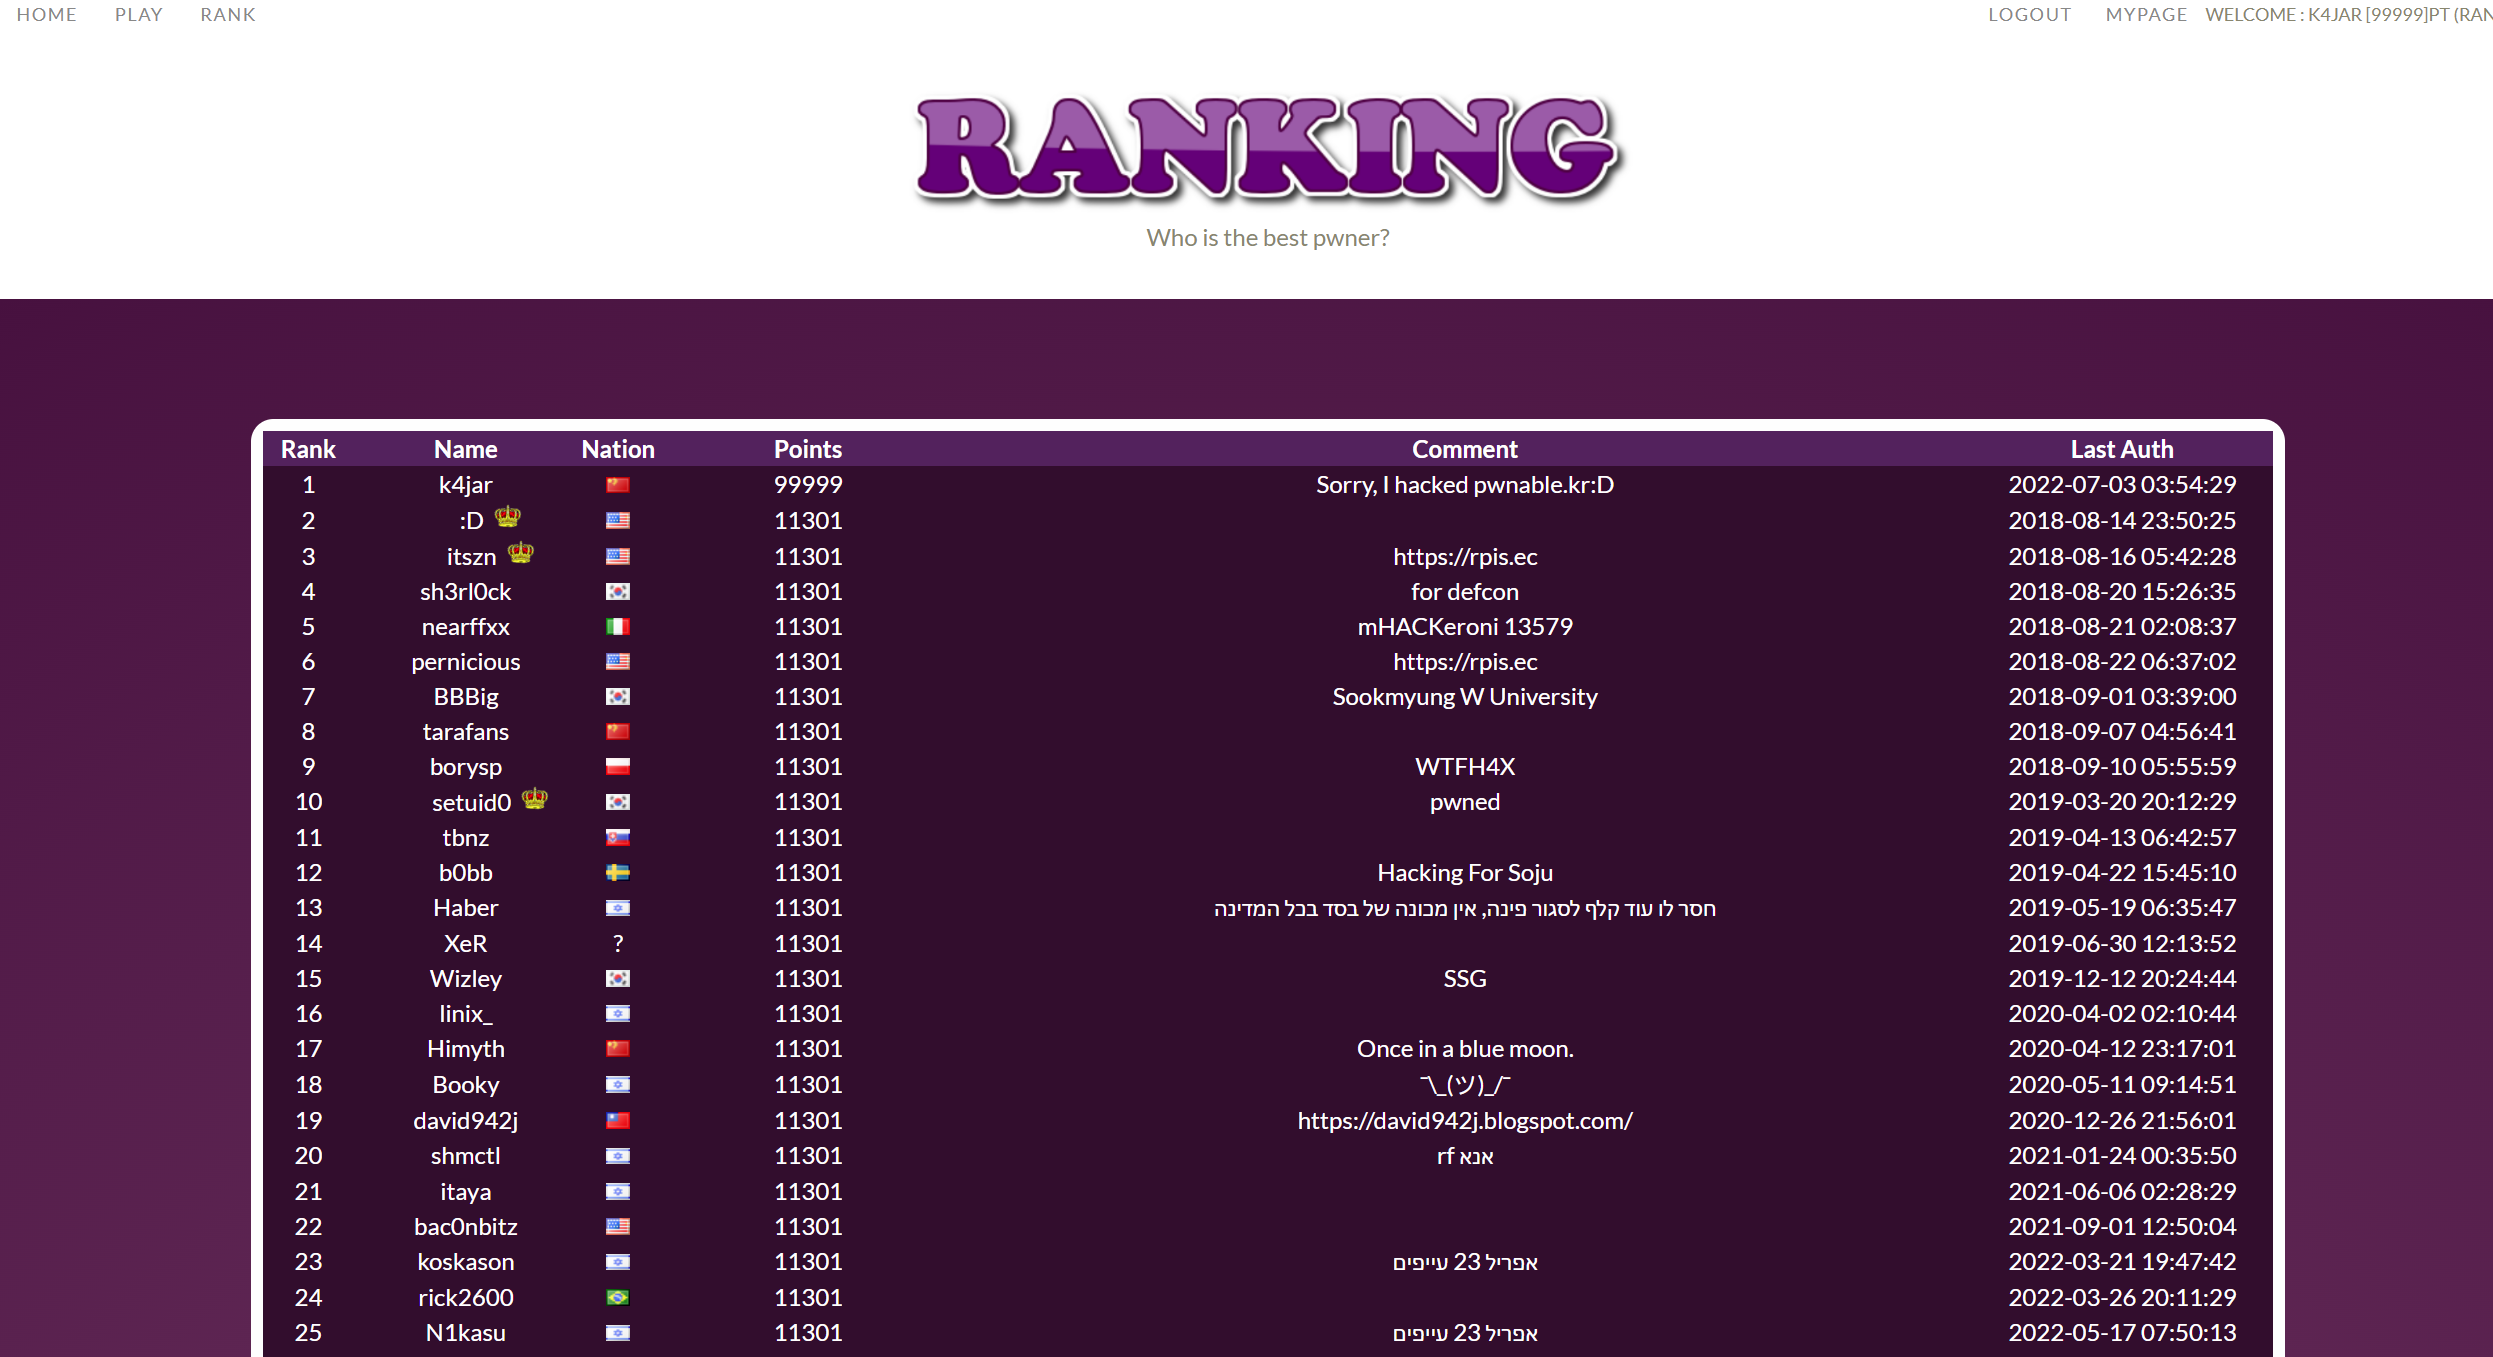 HOME PLAY RANK LOGOUT MYPAGE WELCOME : K4JAR [99999]PT (RAN
RANKING
Who is the best pwner?
Rank Name Nation Points Comment Last Auth
1 k4jar 99999 Sorry, I hacked pwnable.kr:D 2022-07-03 03:54:29
2 :D 11301 2018-08-14 23:50:25
3 itszn 11301 https://rpis.ec 2018-08-16 05:42:28
4 sh3rl0ck 11301 for defcon 2018-08-20 15:26:35
5 nearffxx 11301 mHACKeroni 13579 2018-08-21 02:08:37
6 pernicious 11301 https://rpis.ec 2018-08-22 06:37:02
7 BBBig 11301 Sookmyung W University 2018-09-01 03:39:00
8 tarafans 11301 2018-09-07 04:56:41
9 borysp 11301 WTFH4X 2018-09-10 05:55:59
10 setuid0 11301 pwned 2019-03-20 20:12:29
11 tbnz 11301 2019-04-13 06:42:57
12 b0bb 11301 Hacking For Soju 2019-04-22 15:45:10
13 Haber 11301 חסר לו עוד קלף לסגור פינה, אין מכונה של בסד בכל המדינה 2019-05-19 06:35:47
14 XeR ? 11301 2019-06-30 12:13:52
15 Wizley 11301 SSG 2019-12-12 20:24:44
16 linix_ 11301 2020-04-02 02:10:44
17 Himyth 11301 Once in a blue moon. 2020-04-12 23:17:01
18 Booky 11301 ¯\_(ツ)_/¯ 2020-05-11 09:14:51
19 david942j 11301 https://david942j.blogspot.com/ 2020-12-26 21:56:01
20 shmctl 11301 rf אנא 2021-01-24 00:35:50
21 itaya 11301 2021-06-06 02:28:29
22 bac0nbitz 11301 2021-09-01 12:50:04
23 koskason 11301 אפריל 23 עייפים 2022-03-21 19:47:42
24 rick2600 11301 2022-03-26 20:11:29
25 N1kasu 11301 אפריל 23 עייפים 2022-05-17 07:50:13